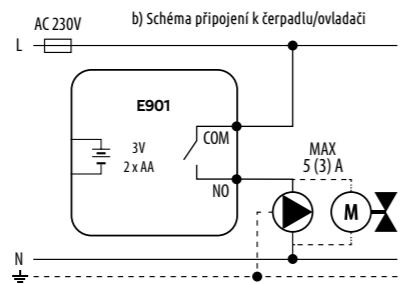 AC 230V
b) Schéma připojení k čerpadlu/ovladači
L
E901
3V
2 x AA
COM
NO
MAX
5 (3) A
M
N